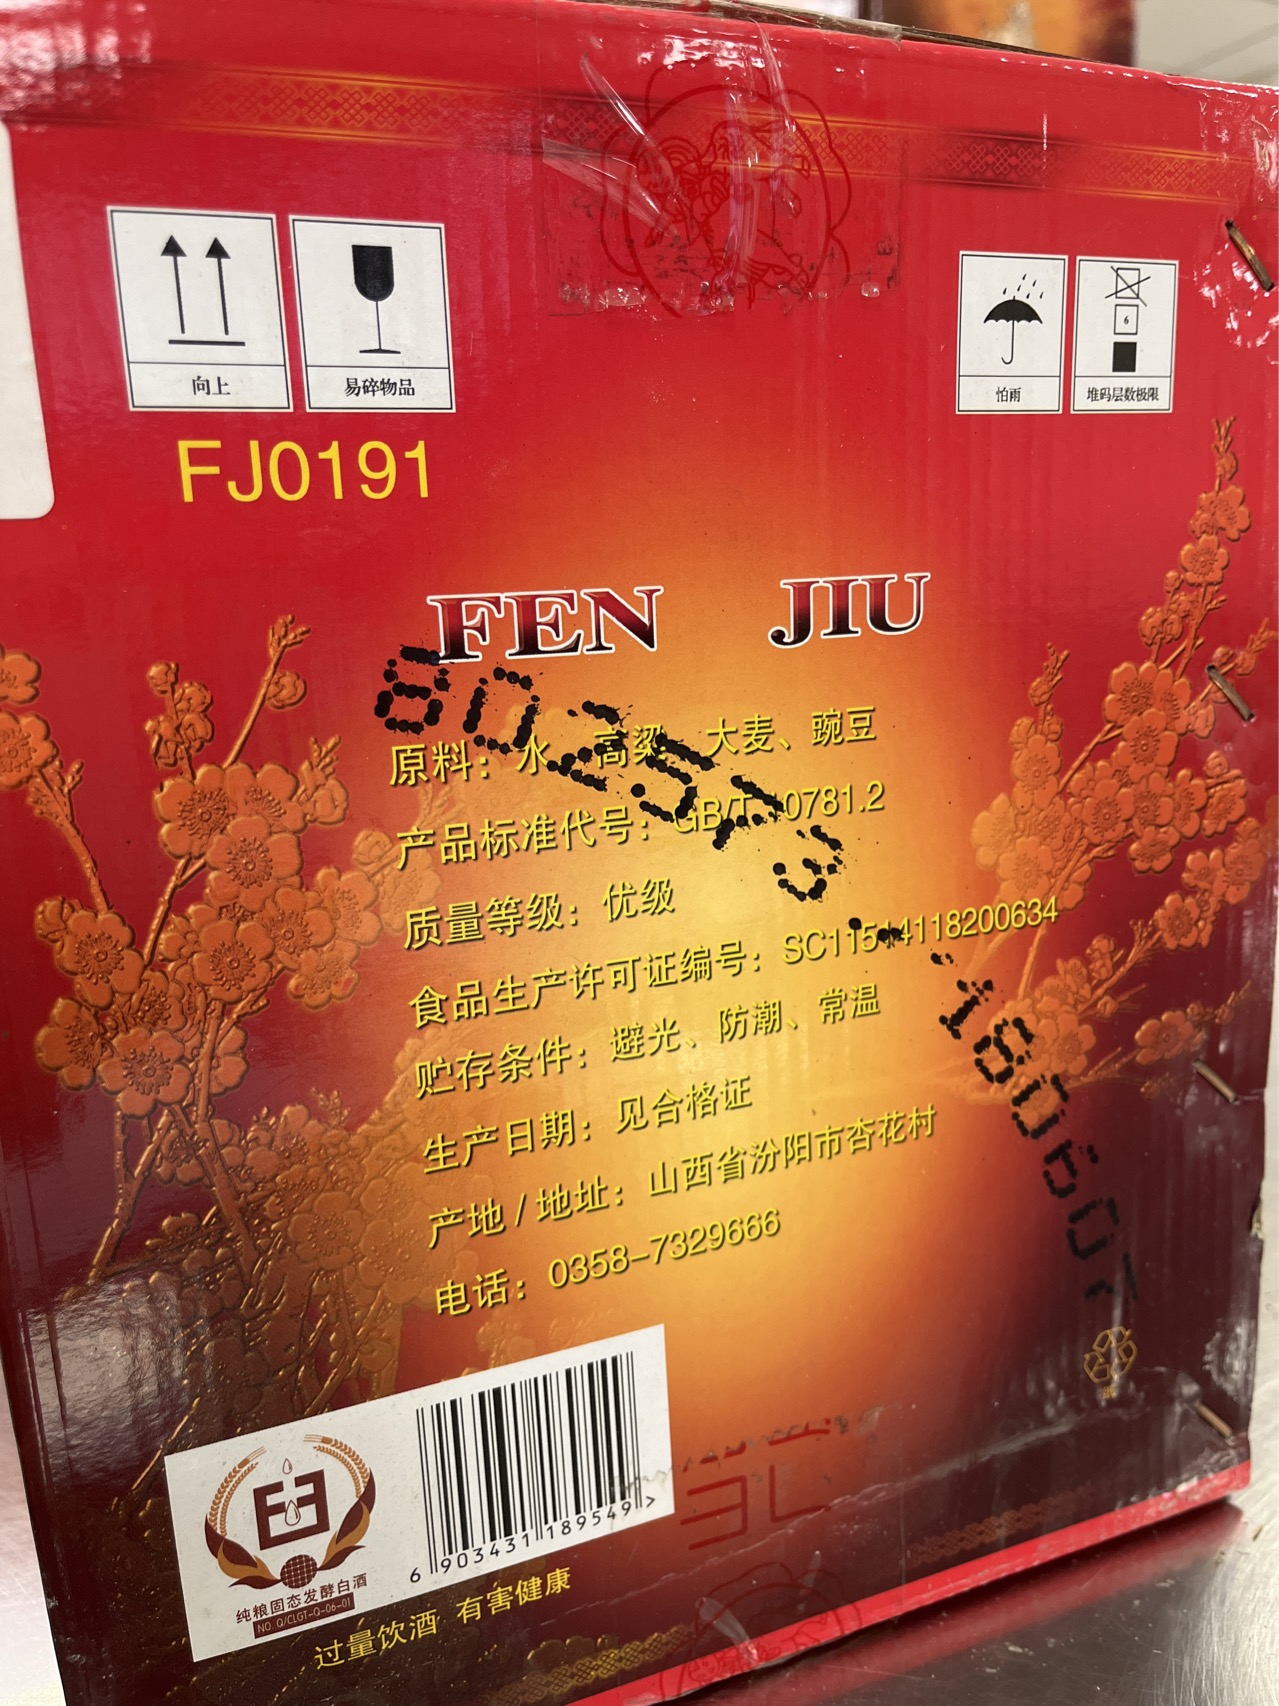 向上
易碎物品
怕雨
6
堆码层数极限
FJ0191
FEN JIU
原料：水、高粱、大麦、豌豆
产品标准代号：GB/T 10781.2
质量等级：优级
食品生产许可证编号：SC11514118200634
贮存条件：避光、防潮、常温
生产日期：见合格证
产地/地址：山西省汾阳市杏花村
电话：0358-7329666
纯粮固态发酵白酒
NO. Q/CLGT-Q-06-01
6 903431 189549 >
过量饮酒 有害健康